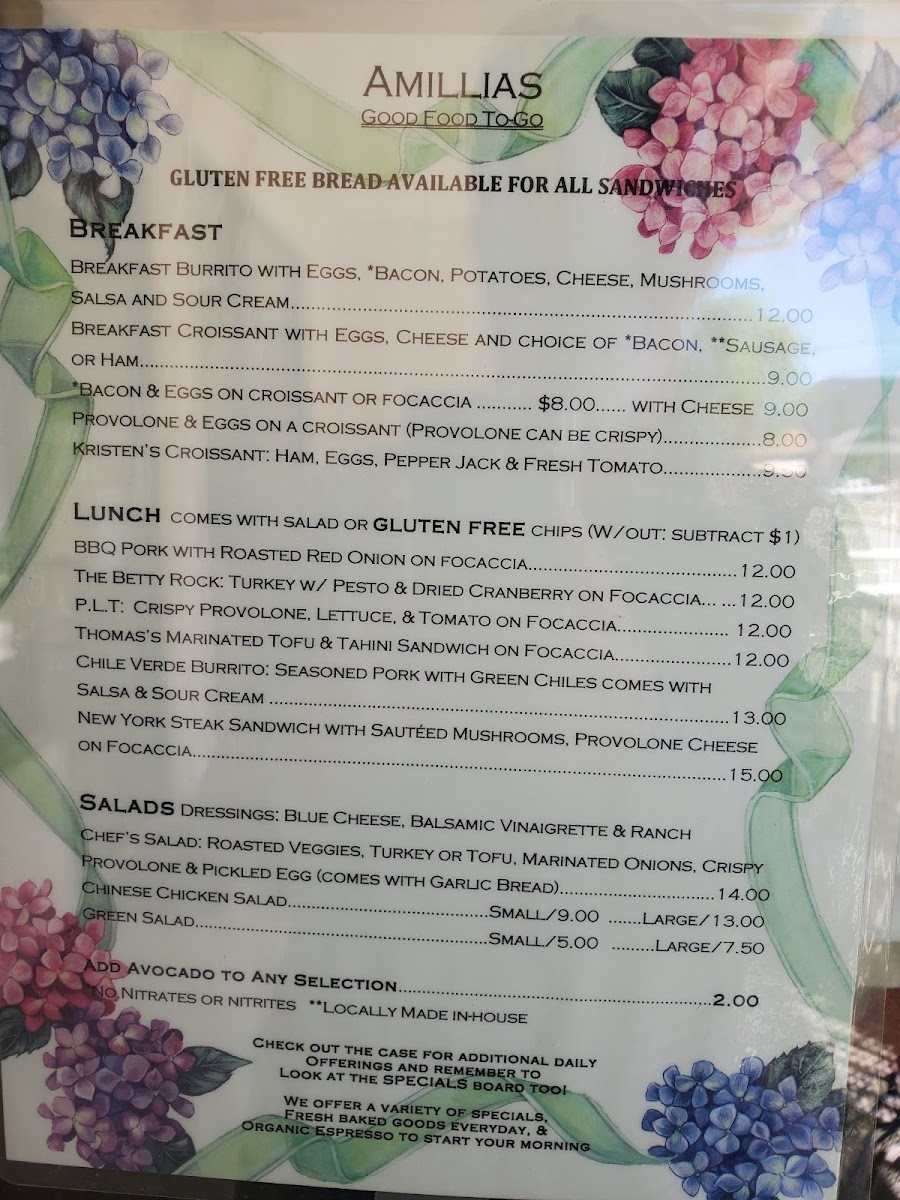 AMILLIAS
GOOD FOOD TO-GO
GLUTEN FREE BREAD AVAILABLE FOR ALL SANDWICHES
BREAKFAST
BREAKFAST BURRITO WITH EGGS, *BACON, POTATOES, CHEESE, MUSHROOMS,
SALSA AND SOUR CREAM...........12.00
BREAKFAST CROISSANT WITH EGGS, CHEESE AND CHOICE OF *BACON, **SAUSAGE,
OR HAM...........9.00
*BACON & EGGS ON CROISSANT OR FOCACCIA ........... $8.00...... WITH CHEESE 9.00
PROVOLONE & EGGS ON A CROISSANT (PROVOLONE CAN BE CRISPY)...........8.00
KRISTEN'S CROISSANT: HAM, EGGS, PEPPER JACK & FRESH TOMATO...........9.50
LUNCH COMES WITH SALAD OR GLUTEN FREE CHIPS (W/OUT: SUBTRACT $1)
BBQ PORK WITH ROASTED RED ONION ON FOCACCIA...........12.00
THE BETTY ROCK: TURKEY W/ PESTO & DRIED CRANBERRY ON FOCACCIA... ...12.00
P.L.T: CRISPY PROVOLONE, LETTUCE, & TOMATO ON FOCACCIA........... 12.00
THOMAS'S MARINATED TOFU & TAHINI SANDWICH ON FOCACCIA...........12.00
CHILE VERDE BURRITO: SEASONED PORK WITH GREEN CHILES COMES WITH
SALSA & SOUR CREAM ...........13.00
NEW YORK STEAK SANDWICH WITH SAUTÉED MUSHROOMS, PROVOLONE CHEESE
ON FOCACCIA...........15.00
SALADS DRESSINGS: BLUE CHEESE, BALSAMIC VINAIGRETTE & RANCH
CHEF'S SALAD: ROASTED VEGGIES, TURKEY OR TOFU, MARINATED ONIONS, CRISPY
PROVOLONE & PICKLED EGG (COMES WITH GARLIC BREAD)...........14.00
CHINESE CHICKEN SALAD...........SMALL/9.00 .......LARGE/13.00
GREEN SALAD...........SMALL/5.00 .........LARGE/7.50
ADD AVOCADO TO ANY SELECTION...........2.00
*NO NITRATES OR NITRITES **LOCALLY MADE IN-HOUSE
CHECK OUT THE CASE FOR ADDITIONAL DAILY
OFFERINGS AND REMEMBER TO
LOOK AT THE SPECIALS BOARD TOO!
WE OFFER A VARIETY OF SPECIALS,
FRESH BAKED GOODS EVERYDAY, &
ORGANIC ESPRESSO TO START YOUR MORNING